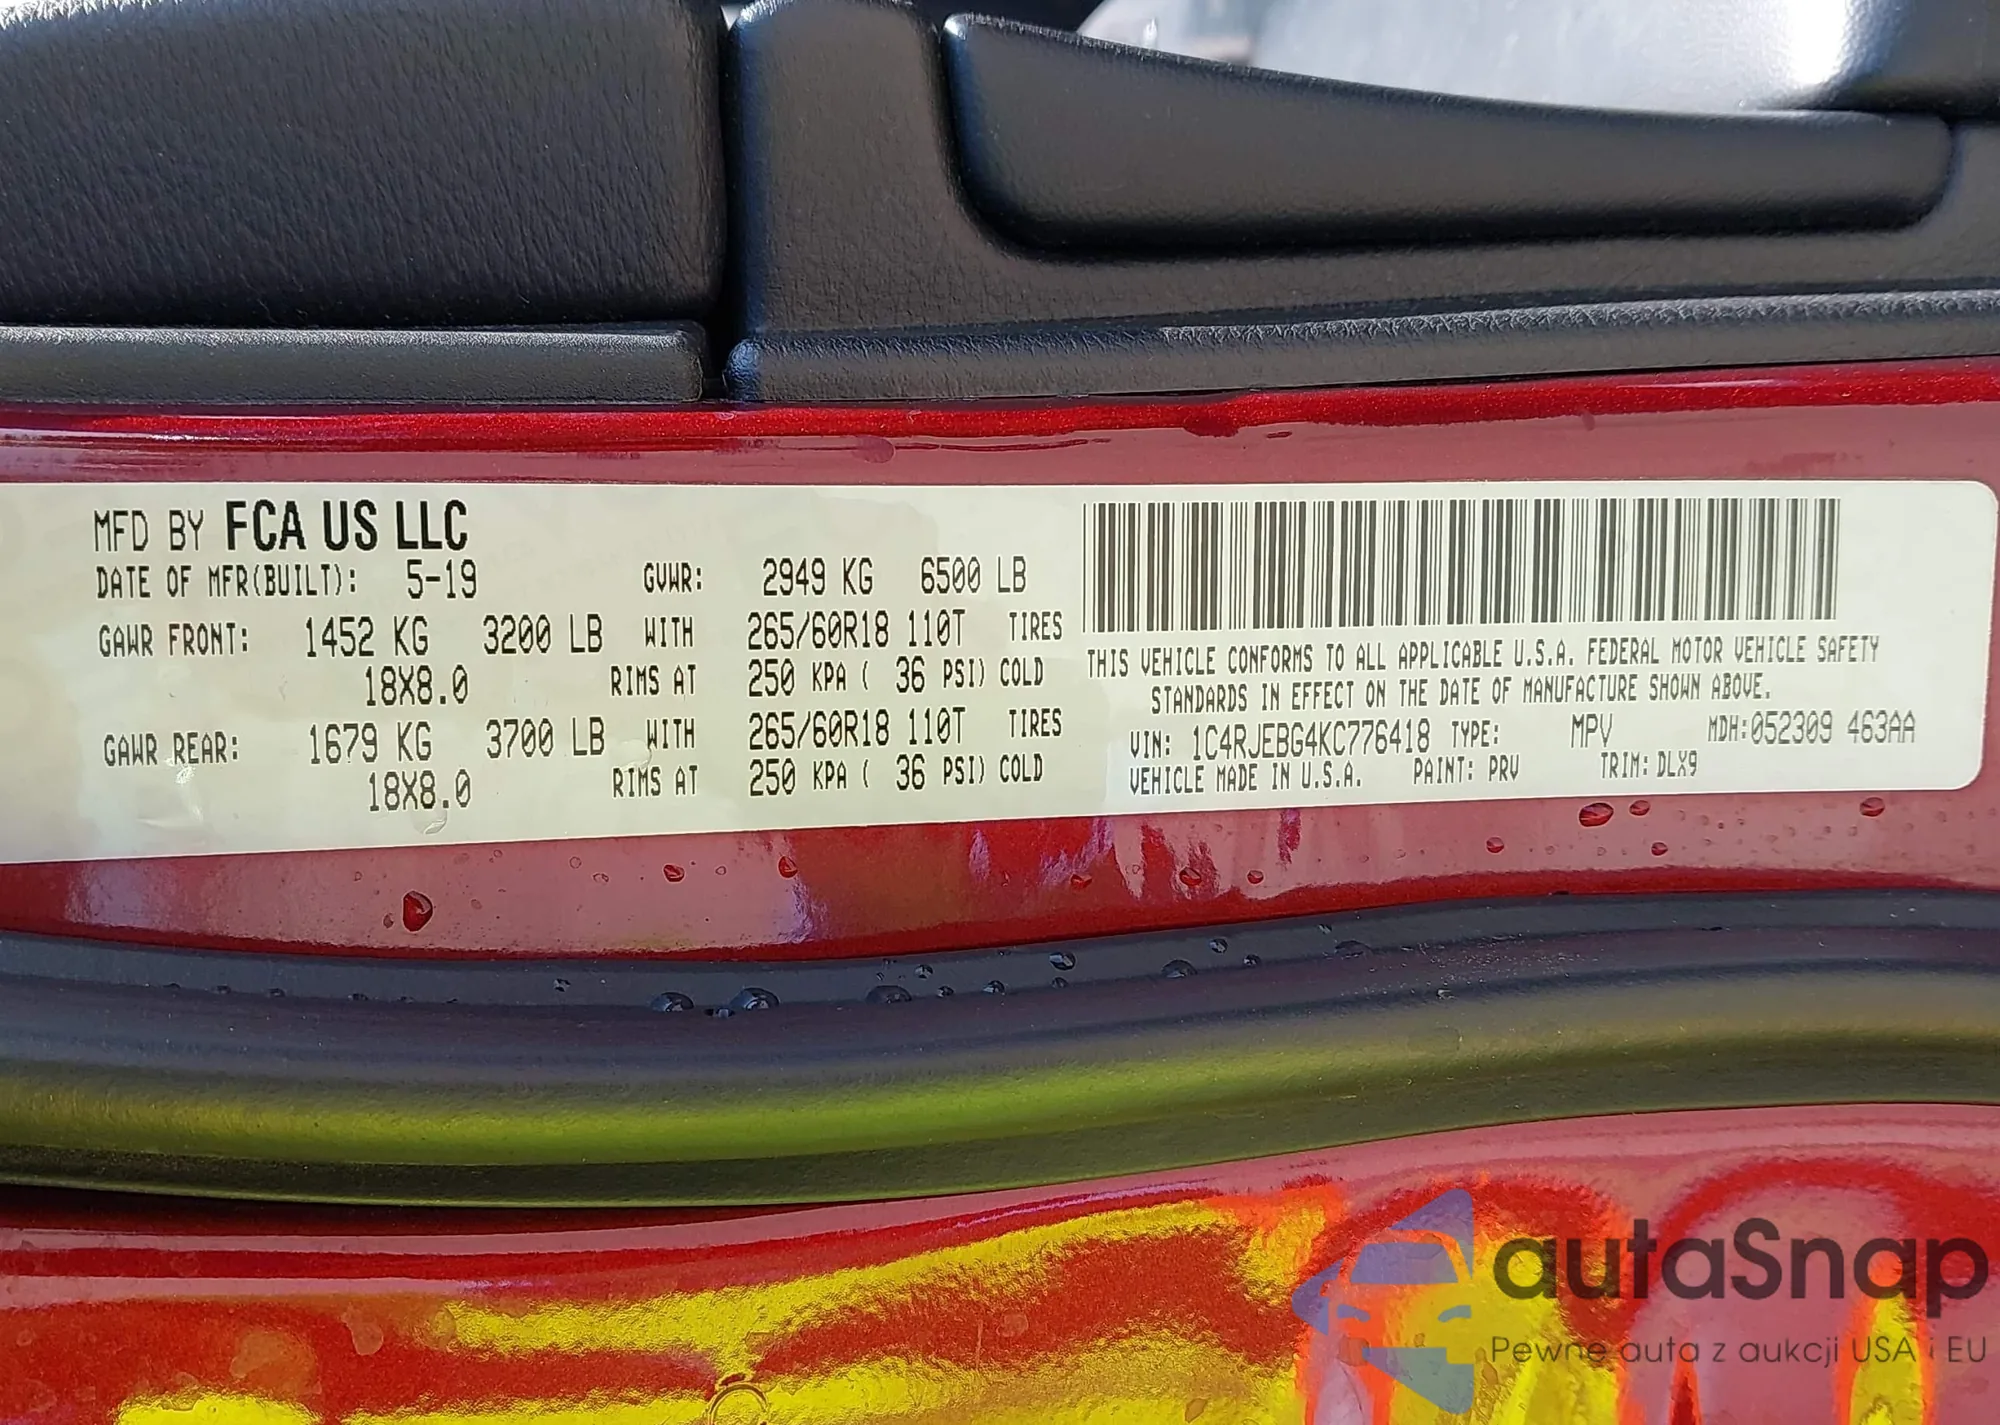 MFD BY FCA US LLC
DATE OF MFR(BUILT): 5-19 GVWR: 2949 KG 6500 LB
GAWR FRONT: 1452 KG 3200 LB WITH 265/60R18 110T TIRES
18X8.0 RIMS AT 250 KPA ( 36 PSI) COLD
GAWR REAR: 1679 KG 3700 LB WITH 265/60R18 110T TIRES
18X8.0 RIMS AT 250 KPA ( 36 PSI) COLD
THIS VEHICLE CONFORMS TO ALL APPLICABLE U.S.A. FEDERAL MOTOR VEHICLE SAFETY
STANDARDS IN EFFECT ON THE DATE OF MANUFACTURE SHOWN ABOVE.
VIN: 1C4RJEBG4KC776418 TYPE: MPV MDH:052309 463AA
VEHICLE MADE IN U.S.A. PAINT: PRV TRIM: DLX9
autaSnap
Pewne auta z aukcji USA i EU